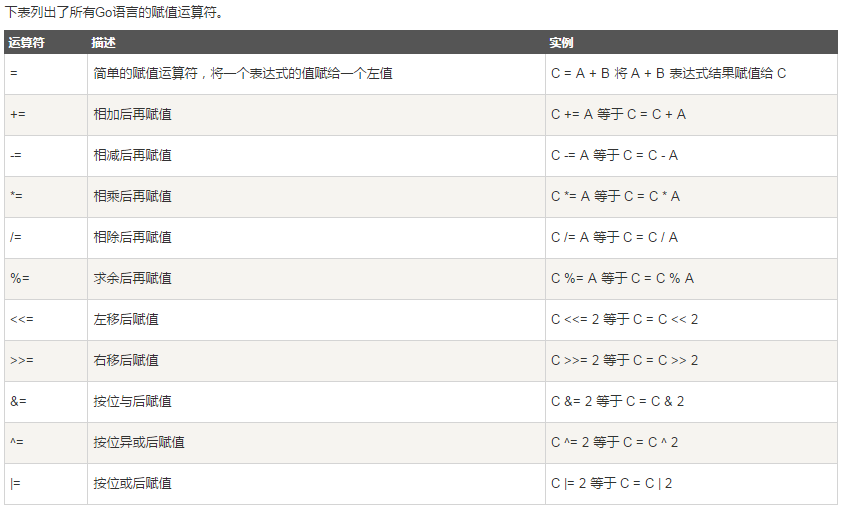 下表列出了所有Go语言的赋值运算符。
运算符 描述 实例
= 简单的赋值运算符，将一个表达式的值赋给一个左值 C = A + B 将 A + B 表达式结果赋值给 C
+= 相加后再赋值 C += A 等于 C = C + A
-= 相减后再赋值 C -= A 等于 C = C - A
*= 相乘后再赋值 C *= A 等于 C = C * A
/= 相除后再赋值 C /= A 等于 C = C / A
%= 求余后再赋值 C %= A 等于 C = C % A
<<= 左移后赋值 C <<= 2 等于 C = C << 2
>>= 右移后赋值 C >>= 2 等于 C = C >> 2
&= 按位与后赋值 C &= 2 等于 C = C & 2
^= 按位异或后赋值 C ^= 2 等于 C = C ^ 2
|= 按位或后赋值 C |= 2 等于 C = C | 2